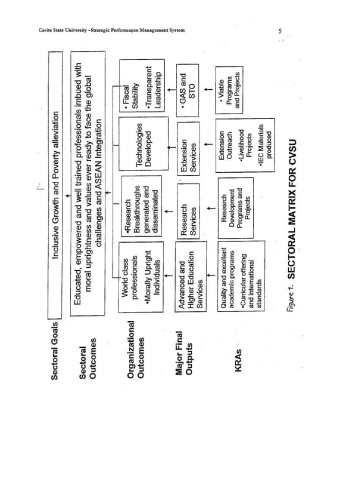 Cavite State University –Strategic Performance Management System
5
Sectoral Goals
Inclusive Growth and Poverty alleviation
Sectoral
Outcomes
Educated, empowered and well trained professionals imbued with
moral uprightness and values ever ready to face the global
challenges and ASEAN Integration
Organizational
Outcomes
World class
professionals
•Morally Upright
Individuals
•Research
Breakthroughs
generated and
disseminated
Technologies
Developed
• Fiscal
Stability
•Transparent
Leadership
Major Final
Outputs
Advanced and
Higher Education
Services
Research
Services
Extension
Services
• GAS and
STO
KRAs
Quality and excellent
academic programs
•Curricular offering
and International
standards
Research
Development
Programs and
Projects
Extension
Outreach
•Livelihood
Projects
•IEC Materials
produced
• Viable
Programs
and Projects
Figure 1. SECTORAL MATRIX FOR CVSU